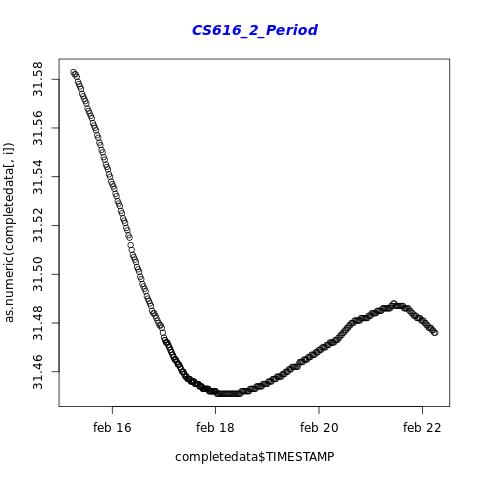 CS616_2_Period
as.numeric(completedata[, i])
31.58
31.56
31.54
31.52
31.50
31.48
31.46
feb 16
feb 18
feb 20
feb 22
completedata$TIMESTAMP